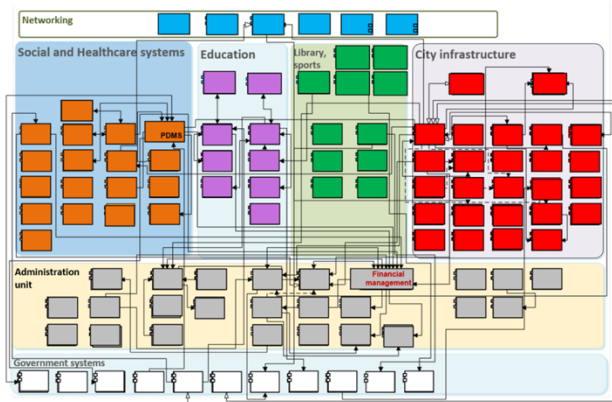 Networking
Social and Healthcare systems
Education
Library,
sports
City infrastructure
PDMS
Administration
unit
Financial
management
Government systems